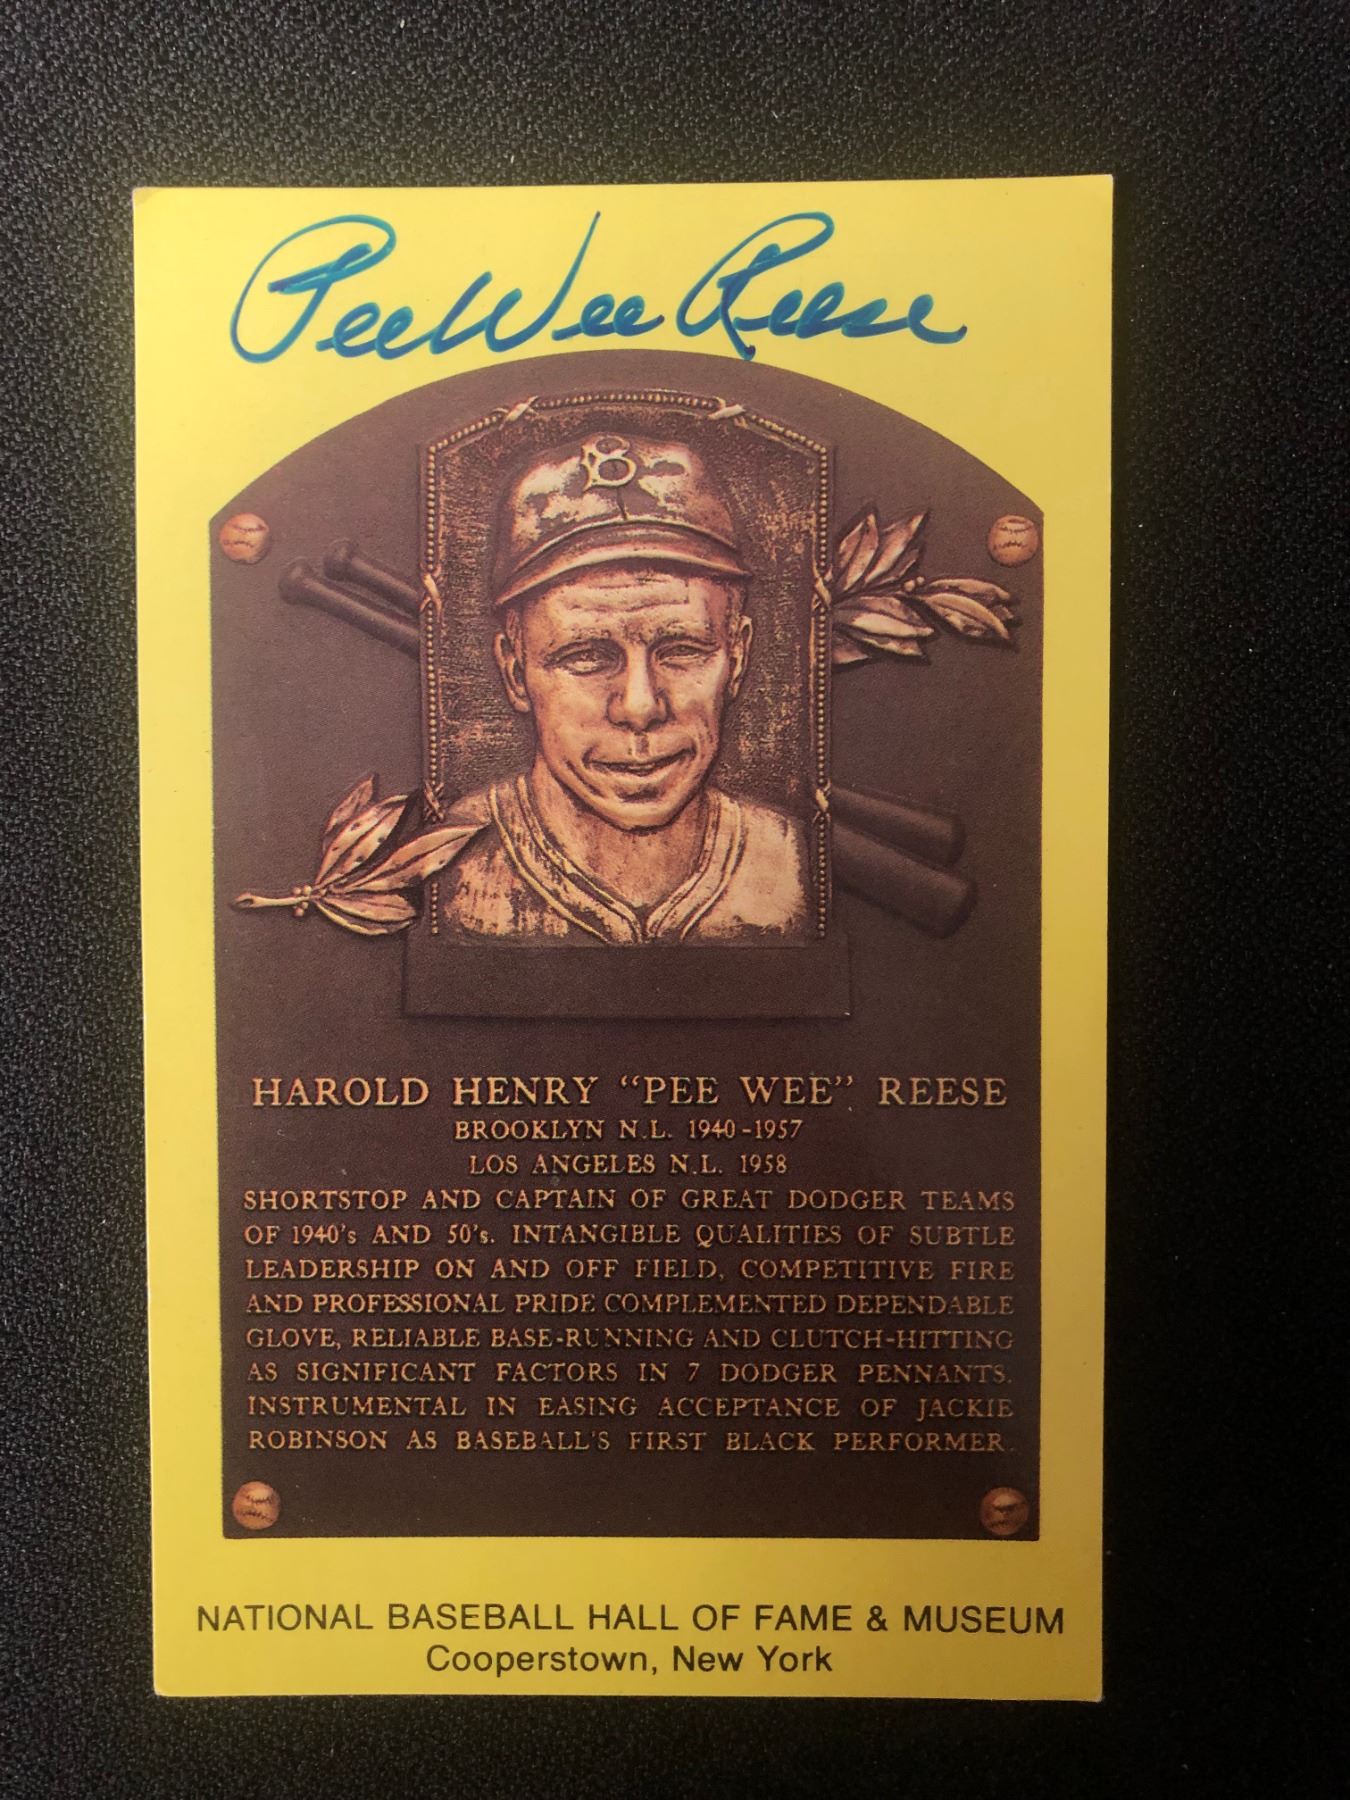 Pee Wee Reese
B
HAROLD HENRY “PEE WEE” REESE
BROOKLYN N.L. 1940-1957
LOS ANGELES N.L. 1958
SHORTSTOP AND CAPTAIN OF GREAT DODGER TEAMS
OF 1940's AND 50's. INTANGIBLE QUALITIES OF SUBTLE
LEADERSHIP ON AND OFF FIELD, COMPETITIVE FIRE
AND PROFESSIONAL PRIDE COMPLEMENTED DEPENDABLE
GLOVE, RELIABLE BASE-RUNNING AND CLUTCH-HITTING
AS SIGNIFICANT FACTORS IN 7 DODGER PENNANTS.
INSTRUMENTAL IN EASING ACCEPTANCE OF JACKIE
ROBINSON AS BASEBALL'S FIRST BLACK PERFORMER.
NATIONAL BASEBALL HALL OF FAME & MUSEUM
Cooperstown, New York